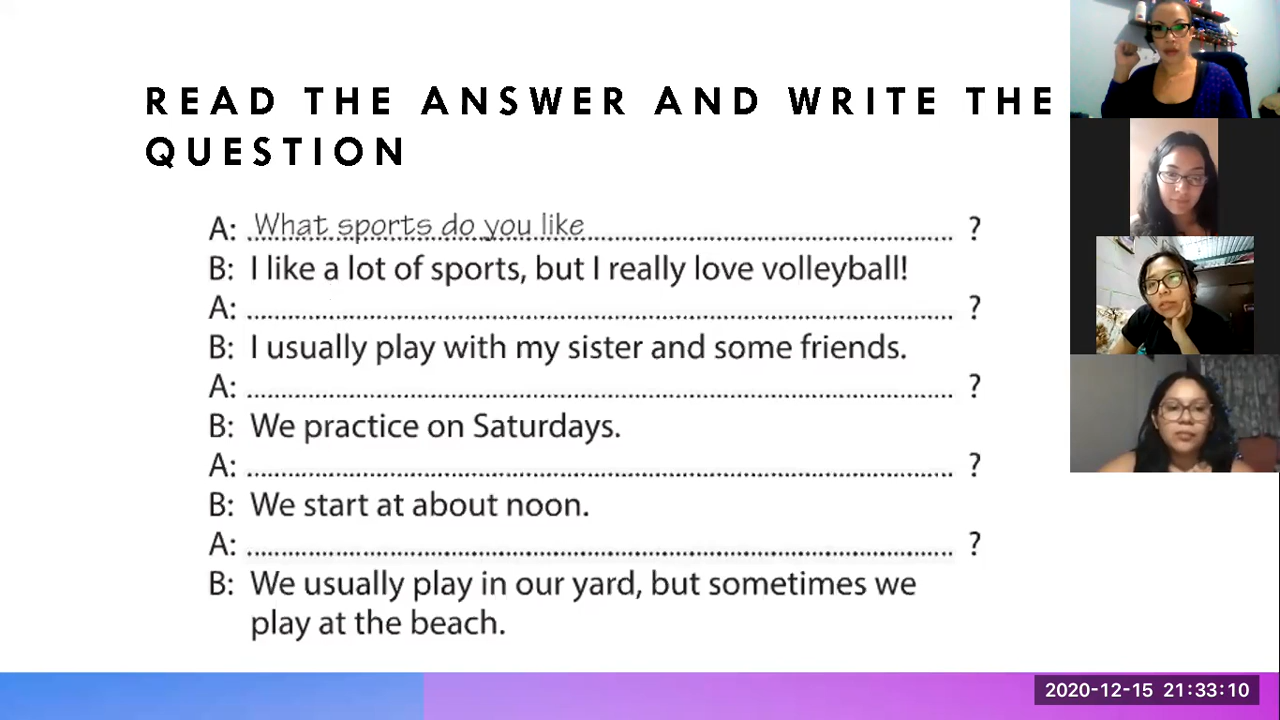 READ THE ANSWER AND WRITE THE
QUESTION
A: What sports do you like ?
B: I like a lot of sports, but I really love volleyball!
A: ?
B: I usually play with my sister and some friends.
A: ?
B: We practice on Saturdays.
A: ?
B: We start at about noon.
A: ?
B: We usually play in our yard, but sometimes we
play at the beach.
2020-12-15 21:33:10